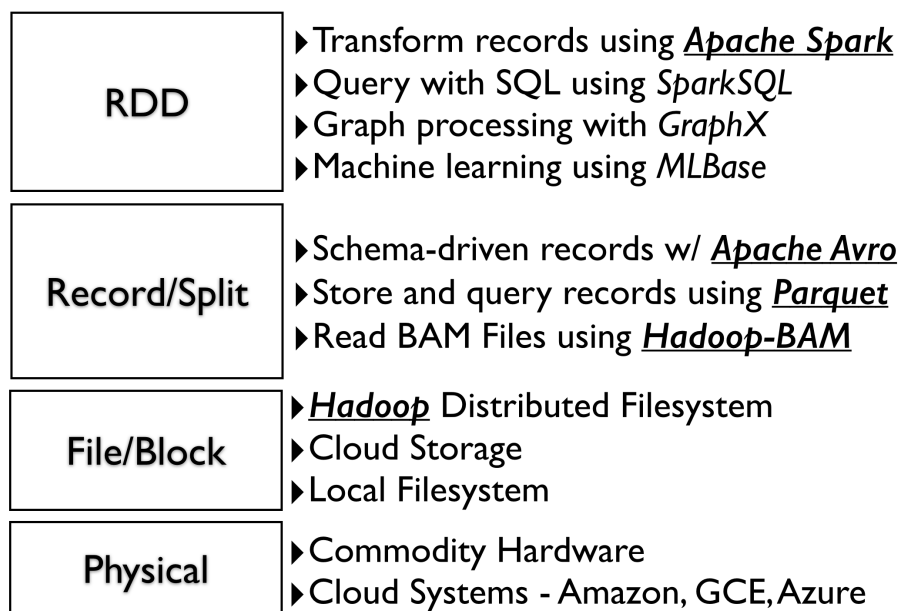 RDD
▸Transform records using Apache Spark
▸Query with SQL using SparkSQL
▸Graph processing with GraphX
▸Machine learning using MLBase
Record/Split
▸Schema-driven records w/ Apache Avro
▸Store and query records using Parquet
▸Read BAM Files using Hadoop-BAM
File/Block
▸Hadoop Distributed Filesystem
▸Cloud Storage
▸Local Filesystem
Physical
▸Commodity Hardware
▸Cloud Systems - Amazon, GCE, Azure